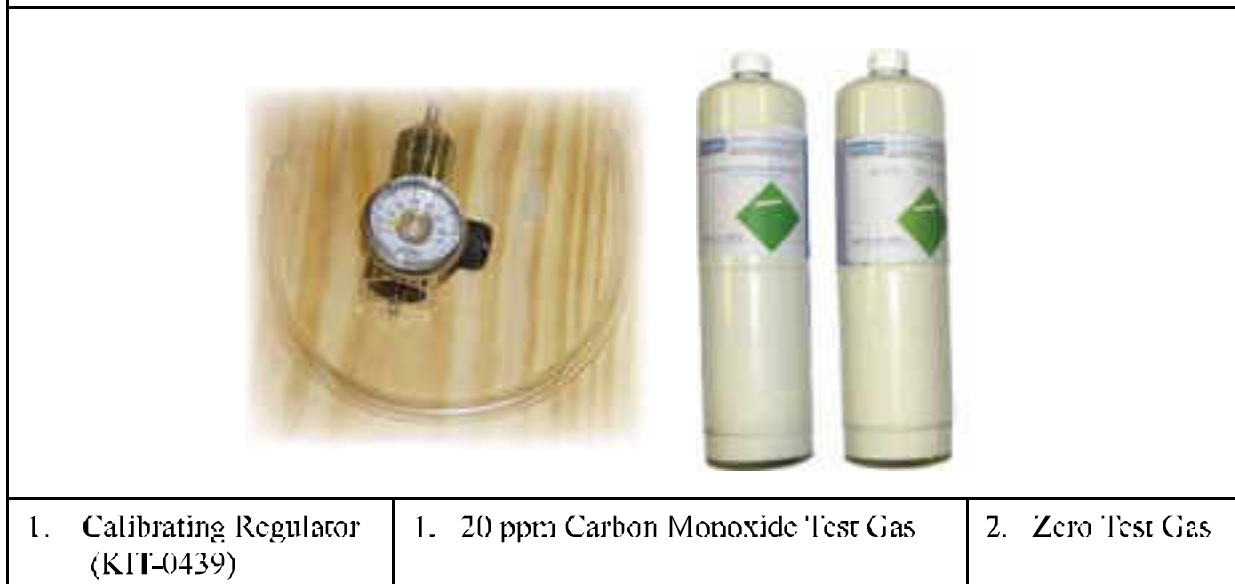 1. Calibrating Regulator
(KIT-0439)
1. 20 ppm Carbon Monoxide Test Gas
2. Zero Test Gas